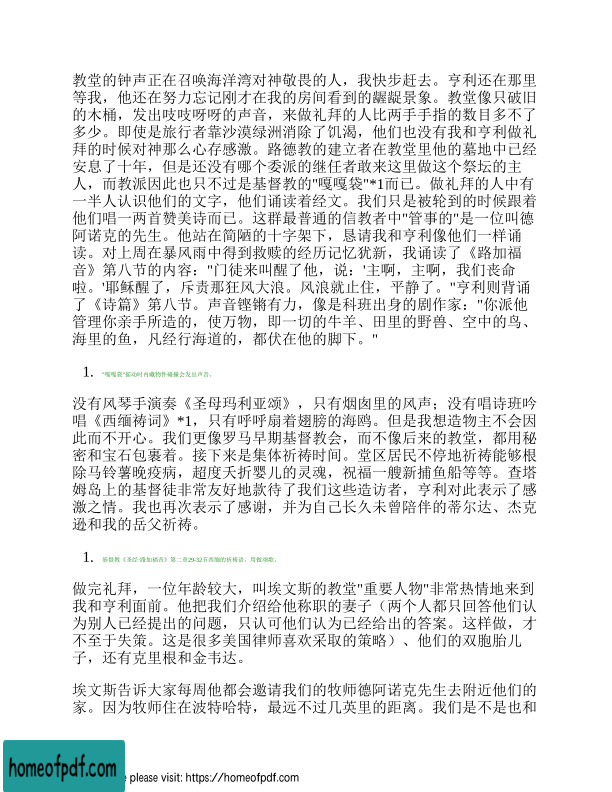 教堂的钟声正在召唤海洋湾对神敬畏的人，我快步赶去。亨利还在那里
等我，他还在努力忘记刚才在我的房间看到的龌龊景象。教堂像只破旧
的木桶，发出吱吱呀呀的声音，来做礼拜的人比两手手指的数目多不了
多少。即使是旅行者靠沙漠绿洲消除了饥渴，他们也没有我和亨利做礼
拜的时候对神那么心存感激。路德教的建立者在教堂里他的墓地中已经
安息了十年，但是还没有哪个委派的继任者敢来这里做这个祭坛的主
人，而教派因此也只不过是基督教的"嘎嘎袋"*1而已。做礼拜的人中有
一半人认识他们的文字，他们诵读着经文。我们只是被轮到的时候跟着
他们唱一两首赞美诗而已。这群最普通的信教者中"管事的"是一位叫德
阿诺克的先生。他站在简陋的十字架下，恳请我和亨利像他们一样诵
读。对上周在暴风雨中得到救赎的经历记忆犹新，我诵读了《路加福
音》第八节的内容："门徒来叫醒了他，说：'主啊，主啊，我们丧命
啦。'耶稣醒了，斥责那狂风大浪。风浪就止住，平静了。"亨利则背诵
了《诗篇》第八节。声音铿锵有力，像是科班出身的剧作家："你派他
管理你亲手所造的，使万物，即一切的牛羊、田里的野兽、空中的鸟、
海里的鱼，凡经行海道的，都伏在他的脚下。"
1. "嘎嘎袋"摇动时内藏物件碰撞会发出声音。
没有风琴手演奏《圣母玛利亚颂》，只有烟囱里的风声；没有唱诗班吟
唱《西缅祷词》*1，只有呼呼扇着翅膀的海鸥。但是我想造物主不会因
此而不开心。我们更像罗马早期基督教会，而不像后来的教堂，都用秘
密和宝石包裹着。接下来是集体祈祷时间。堂区居民不停地祈祷能够根
除马铃薯晚疫病，超度夭折婴儿的灵魂，祝福一艘新捕鱼船等等。查塔
姆岛上的基督徒非常友好地款待了我们这些造访者，亨利对此表示了感
激之情。我也再次表示了感谢，并为自己长久未曾陪伴的蒂尔达、杰克
逊和我的岳父祈祷。
1. 基督教《圣经·路加福音》第二章29-32节西缅的祈祷语，用做颂歌。
做完礼拜，一位年龄较大，叫埃文斯的教堂"重要人物"非常热情地来到
我和亨利面前。他把我们介绍给他称职的妻子（两个人都只回答他们认
为别人已经提出的问题，只认可他们认为已经给出的答案。这样做，才
不至于失策。这是很多美国律师喜欢采取的策略）、他们的双胞胎儿
子，还有克里根和金韦达。
埃文斯告诉大家每周他都会邀请我们的牧师德阿诺克先生去附近他们的
家。因为牧师住在波特哈特，最远不过几英里的距离。我们是不是也和
homeofpdf.com
e please visit: https://homeofpdf.com